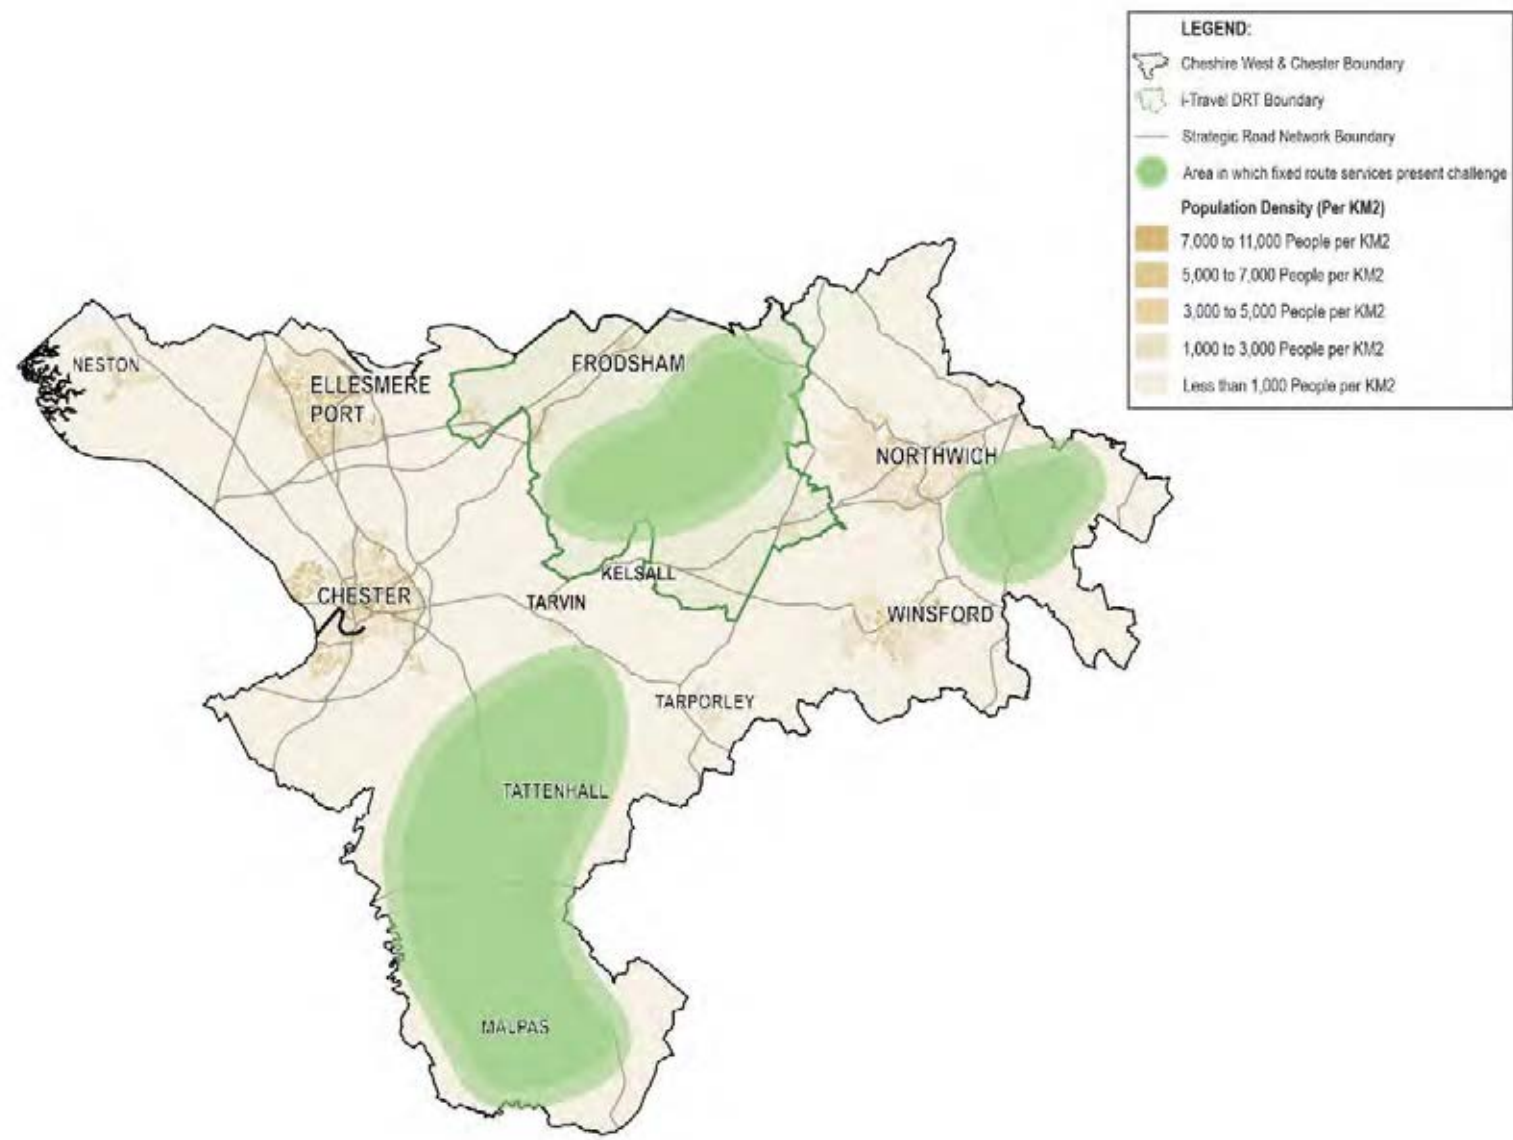 LEGEND:
Cheshire West & Chester Boundary
i-Travel DRT Boundary
Strategic Road Network Boundary
Area in which fixed route services present challenge
Population Density (Per KM2)
7,000 to 11,000 People per KM2
5,000 to 7,000 People per KM2
3,000 to 5,000 People per KM2
1,000 to 3,000 People per KM2
Less than 1,000 People per KM2
NESTON
ELLESMERE
PORT
FRODSHAM
NORTHWICH
CHESTER
KELSALL
TARVIN
WINSFORD
TARPORLEY
TATTENHALL
MALPAS